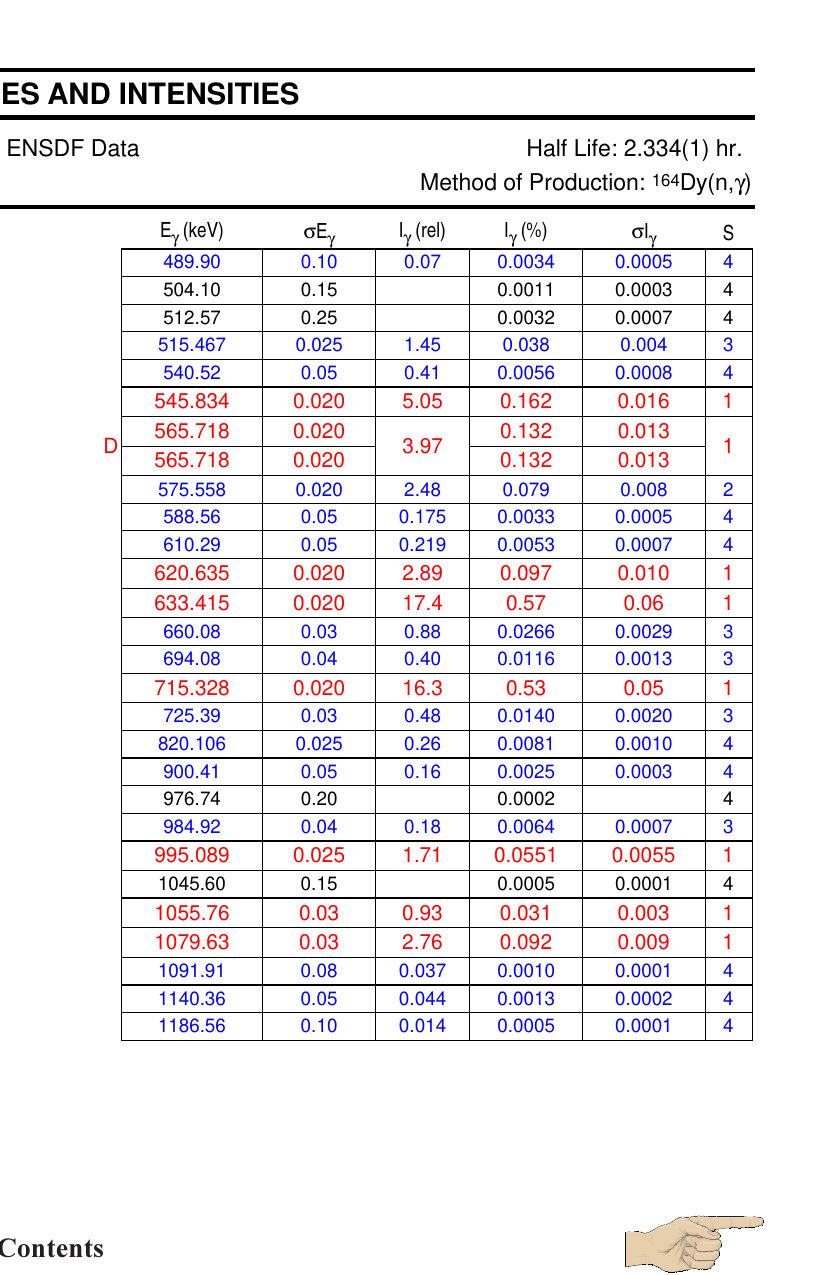 ES AND INTENSITIES
ENSDF Data Half Life: 2.334(1) hr.
Method of Production: ¹⁶⁴Dy(n,γ)
Eγ (keV) σEγ Iγ (rel) Iγ (%) σIγ S
489.90 0.10 0.07 0.0034 0.0005 4
504.10 0.15 0.0011 0.0003 4
512.57 0.25 0.0032 0.0007 4
515.467 0.025 1.45 0.038 0.004 3
540.52 0.05 0.41 0.0056 0.0008 4
545.834 0.020 5.05 0.162 0.016 1
565.718 0.020 0.132 0.013
D 3.97 1
565.718 0.020 0.132 0.013
575.558 0.020 2.48 0.079 0.008 2
588.56 0.05 0.175 0.0033 0.0005 4
610.29 0.05 0.219 0.0053 0.0007 4
620.635 0.020 2.89 0.097 0.010 1
633.415 0.020 17.4 0.57 0.06 1
660.08 0.03 0.88 0.0266 0.0029 3
694.08 0.04 0.40 0.0116 0.0013 3
715.328 0.020 16.3 0.53 0.05 1
725.39 0.03 0.48 0.0140 0.0020 3
820.106 0.025 0.26 0.0081 0.0010 4
900.41 0.05 0.16 0.0025 0.0003 4
976.74 0.20 0.0002 4
984.92 0.04 0.18 0.0064 0.0007 3
995.089 0.025 1.71 0.0551 0.0055 1
1045.60 0.15 0.0005 0.0001 4
1055.76 0.03 0.93 0.031 0.003 1
1079.63 0.03 2.76 0.092 0.009 1
1091.91 0.08 0.037 0.0010 0.0001 4
1140.36 0.05 0.044 0.0013 0.0002 4
1186.56 0.10 0.014 0.0005 0.0001 4
Contents